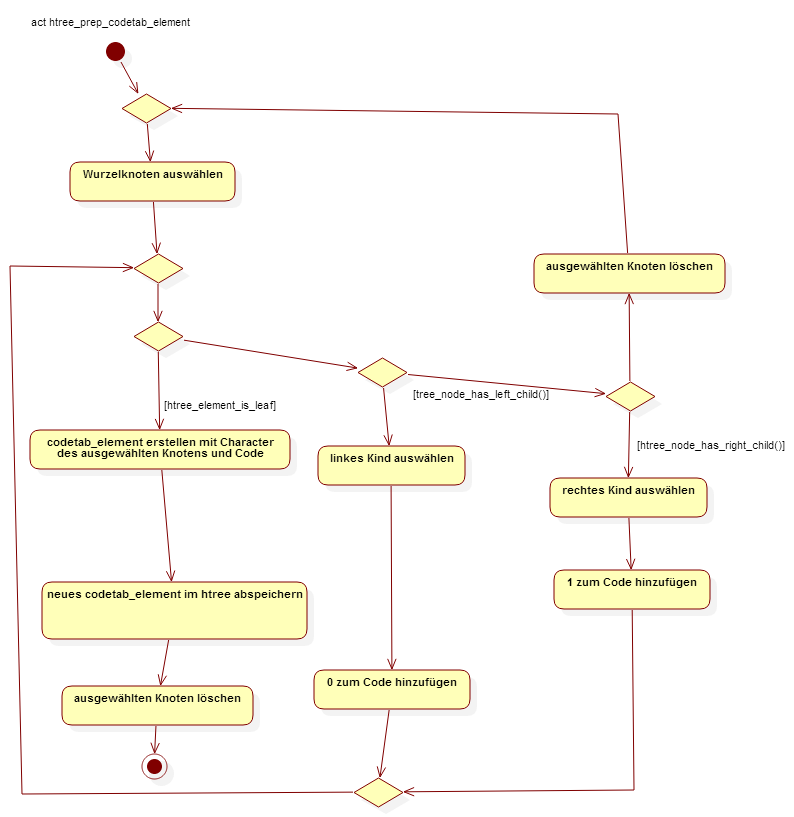 act htree_prep_codetab_element
Wurzelknoten auswählen
ausgewählten Knoten löschen
[tree_node_has_left_child()]
[htree_element_is_leaf]
codetab_element erstellen mit Character
des ausgewählten Knotens und Code
linkes Kind auswählen
[htree_node_has_right_child()]
rechtes Kind auswählen
1 zum Code hinzufügen
neues codetab_element im htree abspeichern
0 zum Code hinzufügen
ausgewählten Knoten löschen